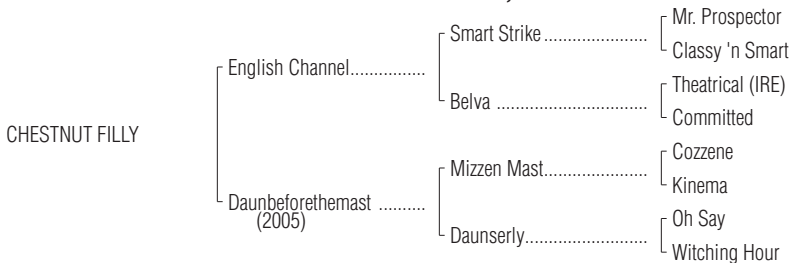 Mr. Prospector
Smart Strike.......................
Classy 'n Smart
English Channel................
Theatrical (IRE)
Belva .................................
Committed
CHESTNUT FILLY
Cozzene
Mizzen Mast.......................
Kinema
Daunbeforethemast ..........
(2005)
Oh Say
Daunserly...........................
Witching Hour